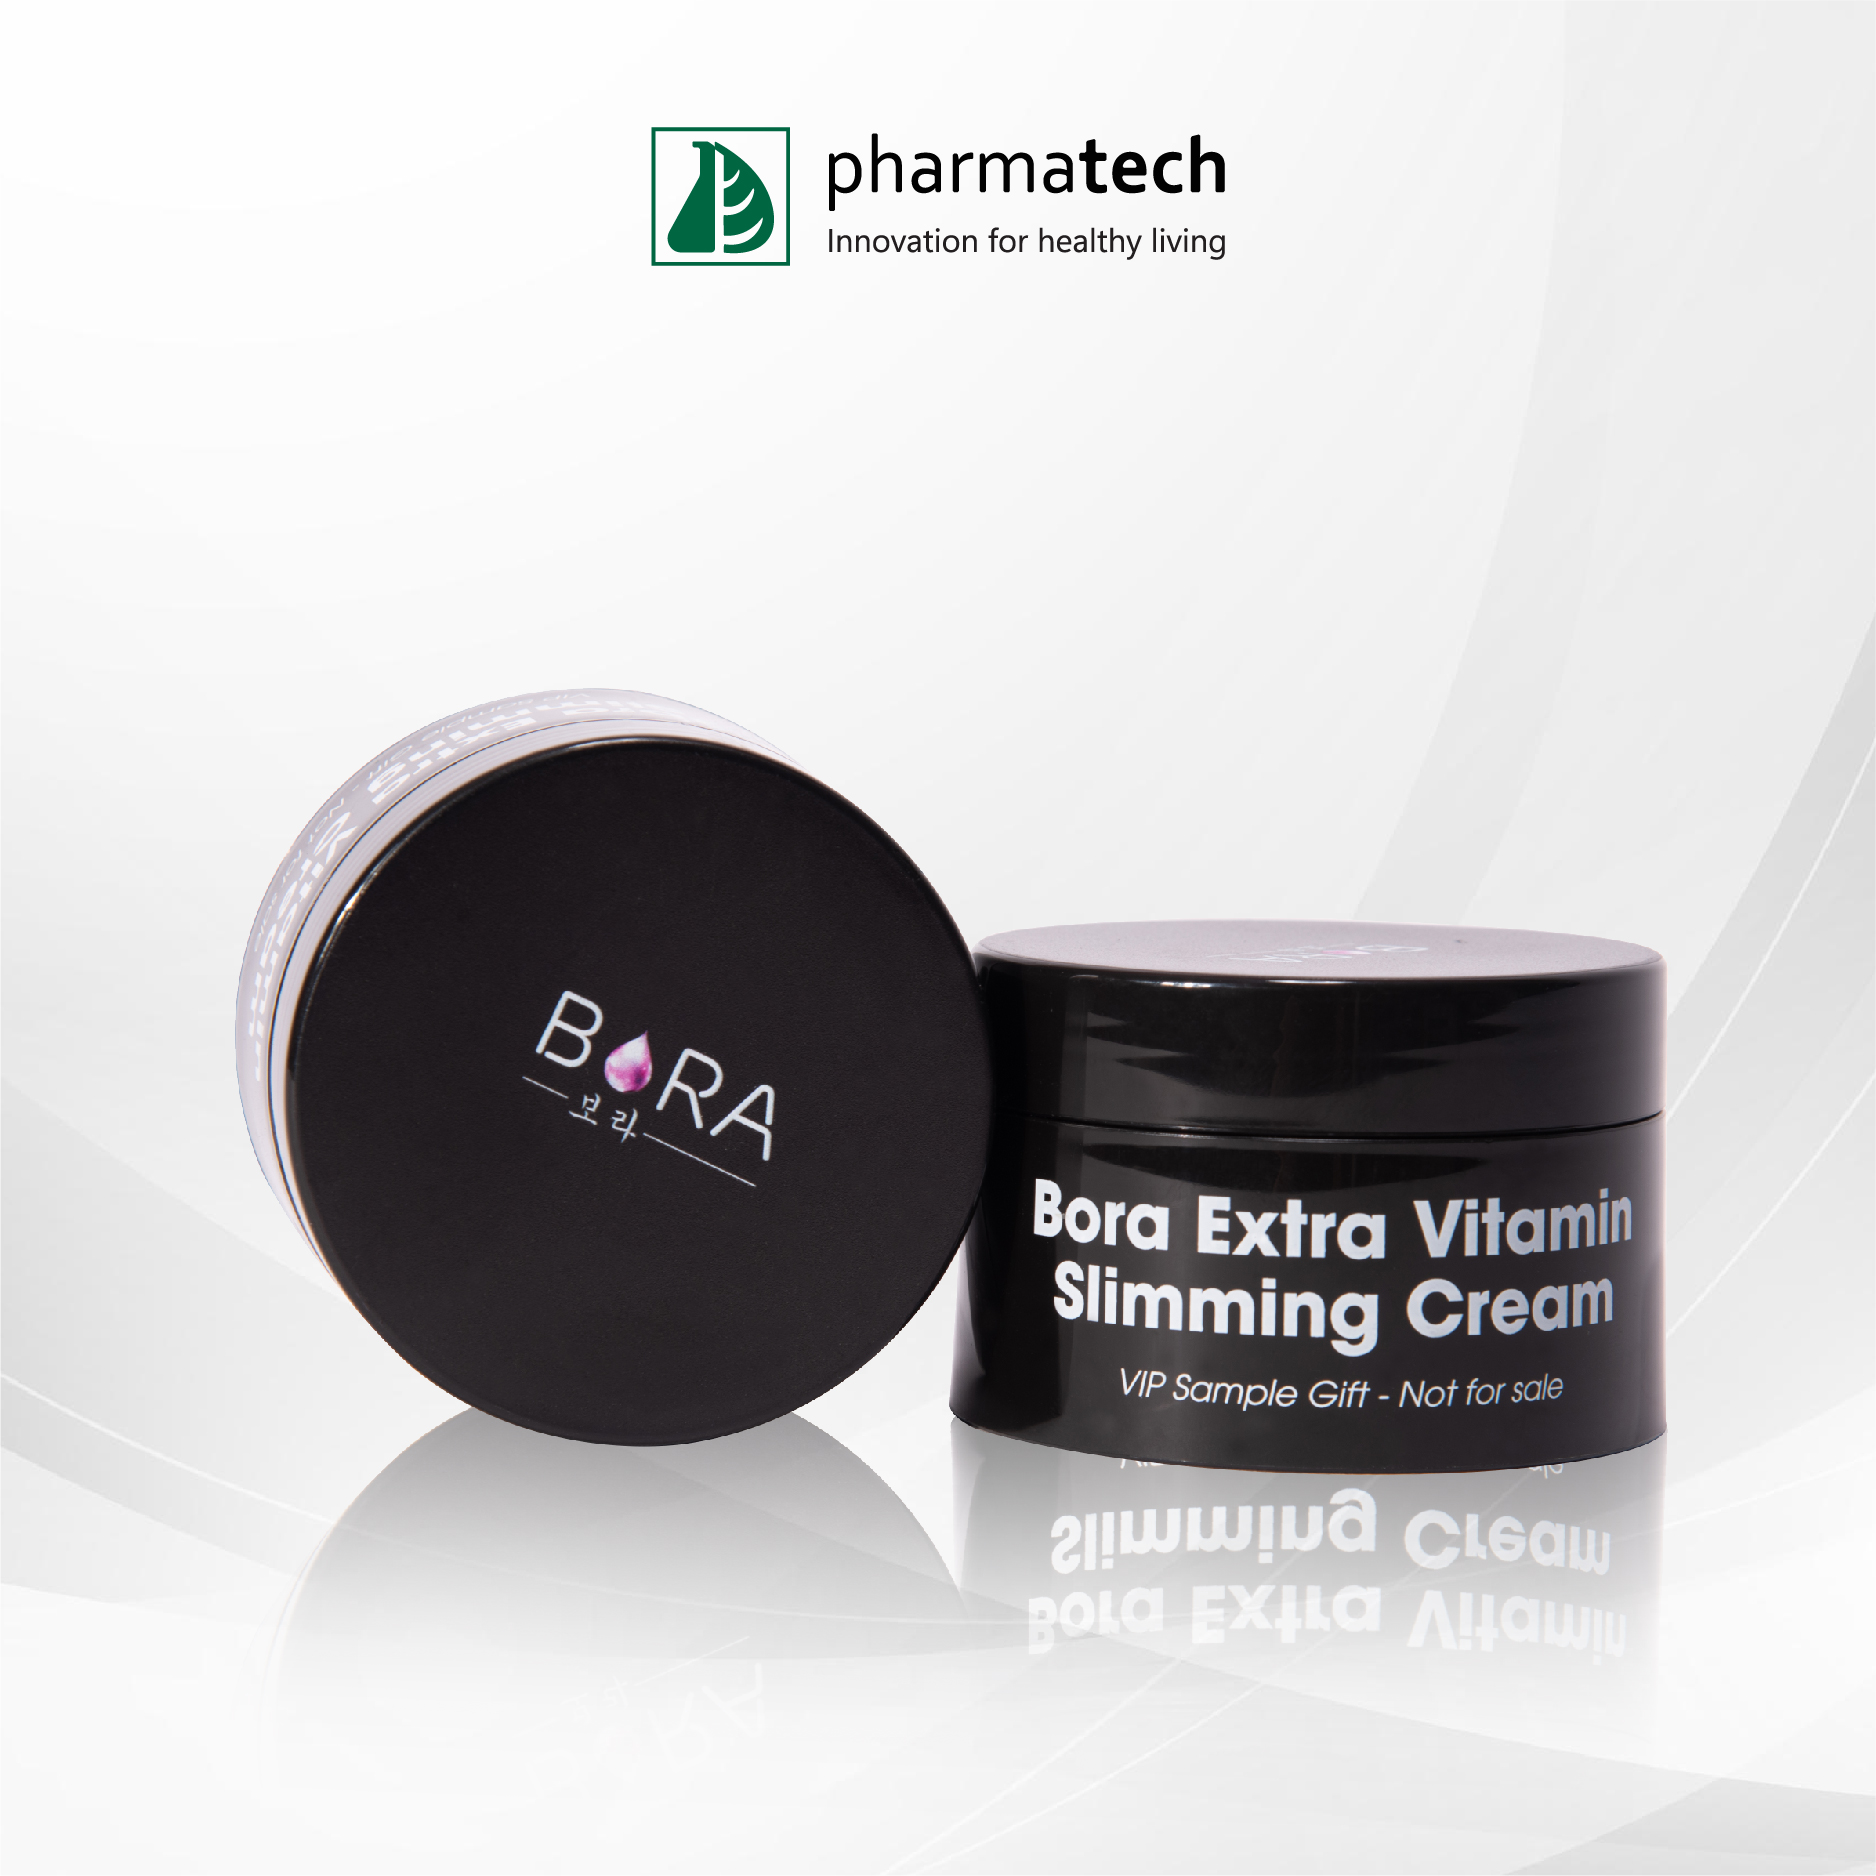 pharmatech
Innovation for healthy living
BORA
보라
Bora Extra Vitamin
Slimming Cream
VIP Sample Gift - Not for sale